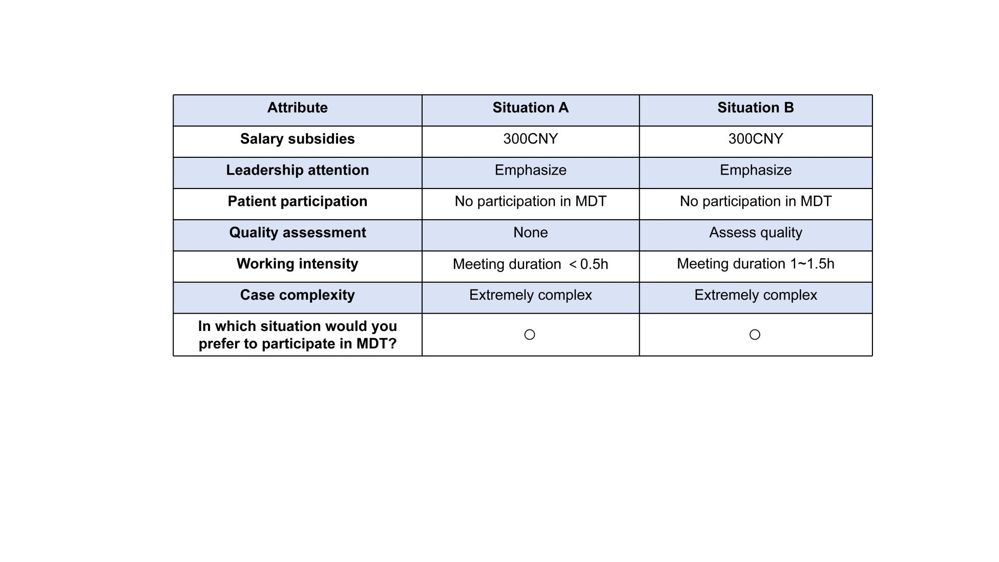 Attribute Situation A Situation B
Salary subsidies 300CNY 300CNY
Leadership attention Emphasize Emphasize
Patient participation No participation in MDT No participation in MDT
Quality assessment None Assess quality
Working intensity Meeting duration < 0.5h Meeting duration 1~1.5h
Case complexity Extremely complex Extremely complex
In which situation would you
prefer to participate in MDT?